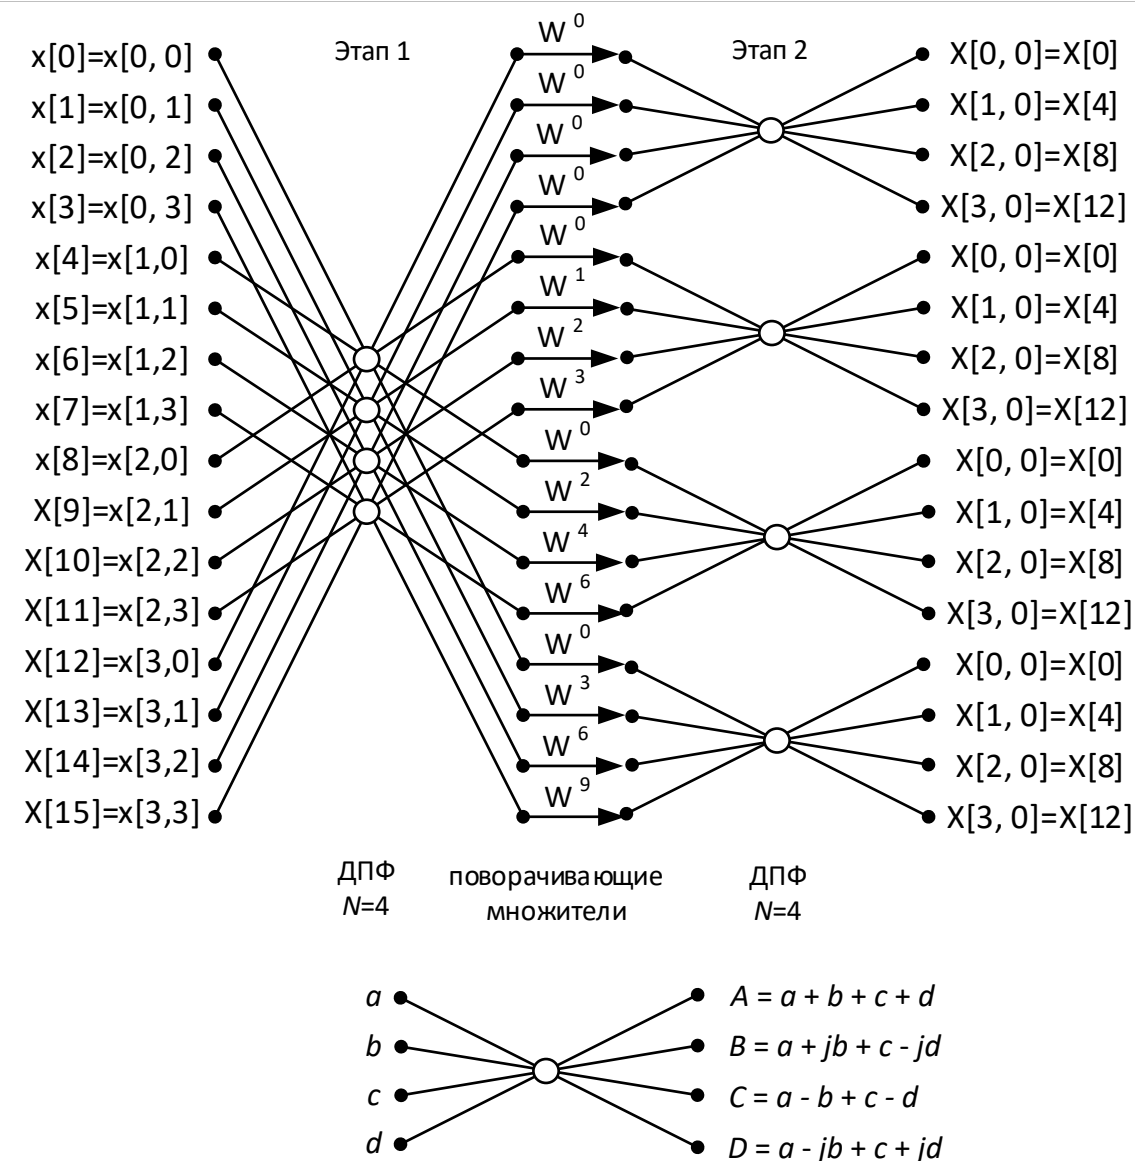 Этап 1
Этап 2
x[0]=x[0, 0]
W 0
X[0, 0]=X[0]
x[1]=x[0, 1]
W 0
X[1, 0]=X[4]
x[2]=x[0, 2]
W 0
X[2, 0]=X[8]
x[3]=x[0, 3]
W 0
X[3, 0]=X[12]
x[4]=x[1,0]
W 0
X[0, 0]=X[0]
x[5]=x[1,1]
W 1
X[1, 0]=X[4]
x[6]=x[1,2]
W 2
X[2, 0]=X[8]
x[7]=x[1,3]
W 3
X[3, 0]=X[12]
x[8]=x[2,0]
W 0
X[0, 0]=X[0]
X[9]=x[2,1]
W 2
X[1, 0]=X[4]
X[10]=x[2,2]
W 4
X[2, 0]=X[8]
X[11]=x[2,3]
W 6
X[3, 0]=X[12]
X[12]=x[3,0]
W 0
X[0, 0]=X[0]
X[13]=x[3,1]
W 3
X[1, 0]=X[4]
X[14]=x[3,2]
W 6
X[2, 0]=X[8]
X[15]=x[3,3]
W 9
X[3, 0]=X[12]
ДПФ
N=4
поворачивающие
множители
ДПФ
N=4
a
A = a + b + c + d
b
B = a + jb + c - jd
c
C = a - b + c - d
d
D = a - jb + c + jd